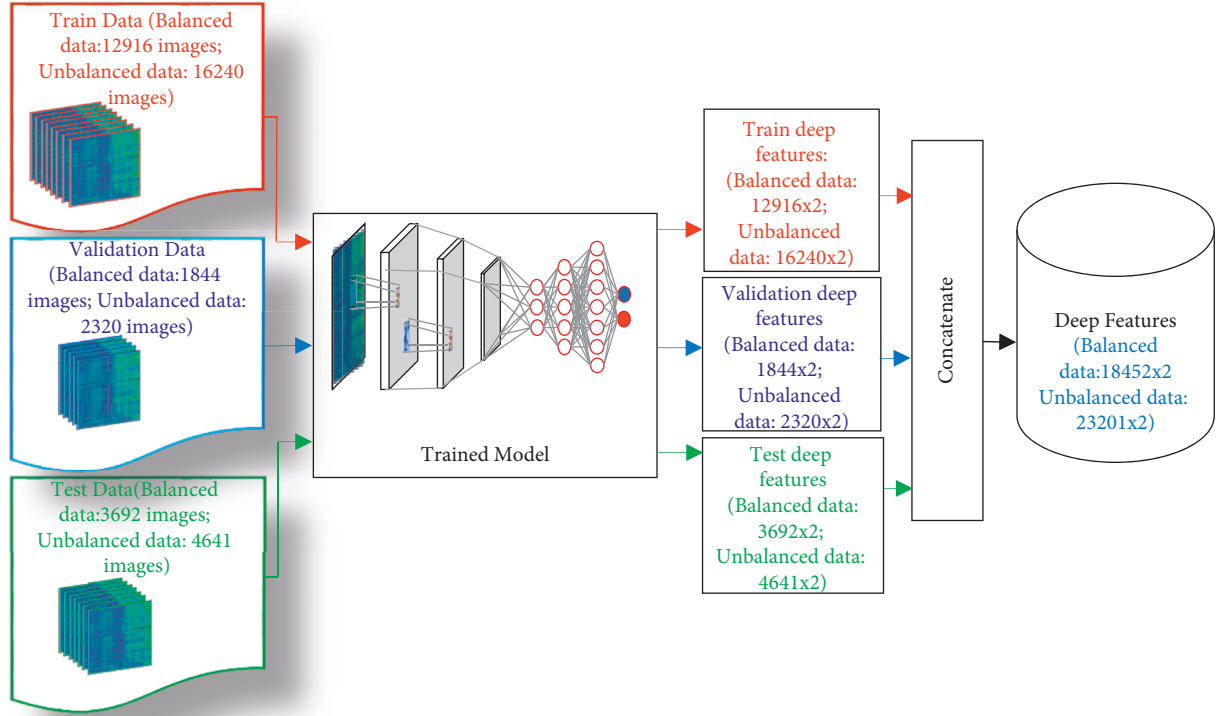 Train Data (Balanced
data:12916 images;
Unbalanced data: 16240
images)
Validation Data
(Balanced data:1844
images; Unbalanced data:
2320 images)
Test Data(Balanced
data:3692 images;
Unbalanced data: 4641
images)
Trained Model
Train deep
features:
(Balanced data:
12916x2;
Unbalanced
data: 16240x2)
Validation deep
features
(Balanced data:
1844x2;
Unbalanced
data: 2320x2)
Test deep
features
(Balanced data:
3692x2;
Unbalanced
data: 4641x2)
Concatenate
Deep Features
(Balanced
data:18452x2
Unbalanced data:
23201x2)